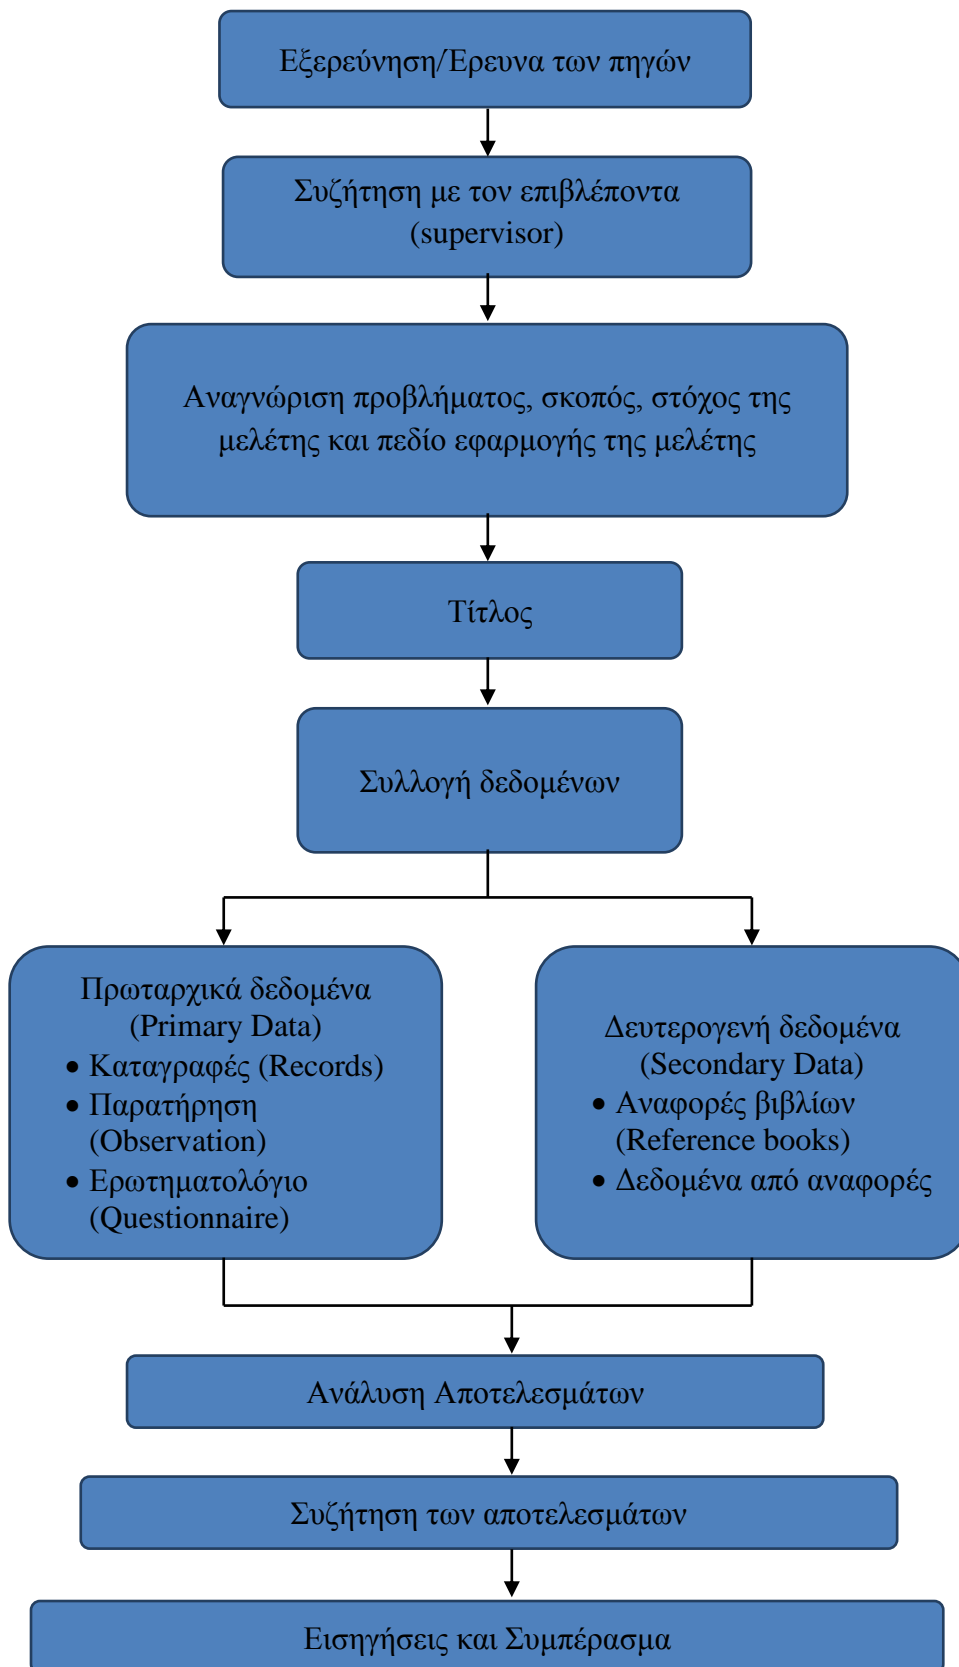 Εξερεύνηση/Έρευνα των πηγών
Συζήτηση με τον επιβλέποντα
(supervisor)
Αναγνώριση προβλήματος, σκοπός, στόχος της
μελέτης και πεδίο εφαρμογής της μελέτης
Τίτλος
Συλλογή δεδομένων
Πρωταρχικά δεδομένα
(Primary Data)
• Καταγραφές (Records)
• Παρατήρηση
(Observation)
• Ερωτηματολόγιο
(Questionnaire)
Δευτερογενή δεδομένα
(Secondary Data)
• Αναφορές βιβλίων
(Reference books)
• Δεδομένα από αναφορές
Ανάλυση Αποτελεσμάτων
Συζήτηση των αποτελεσμάτων
Εισηγήσεις και Συμπέρασμα